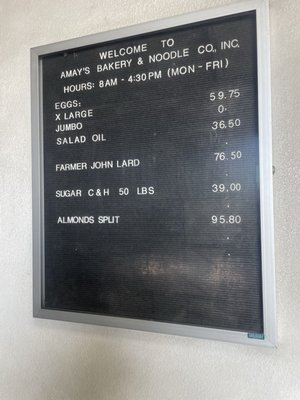 WELCOME TO
AMAY'S BAKERY & NOODLE CO., INC.
HOURS: 8AM - 4:30PM (MON - FRI)
EGGS:
X LARGE 59.75
JUMBO 0.
SALAD OIL 36.50
FARMER JOHN LARD 76.50
SUGAR C&H 50 LBS 39.00
ALMONDS SPLIT 95.80